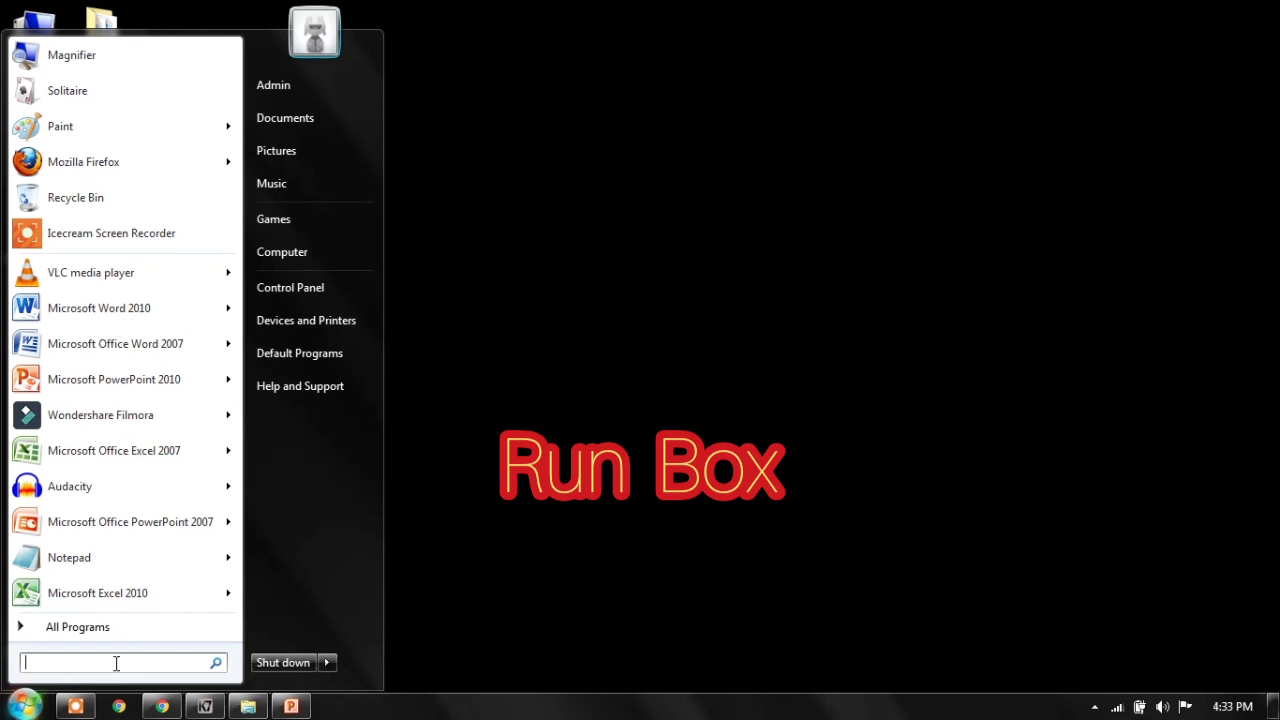 Magnifier
Solitaire
Paint
Mozilla Firefox
Recycle Bin
Icecream Screen Recorder
VLC media player
Microsoft Word 2010
Microsoft Office Word 2007
Microsoft PowerPoint 2010
Wondershare Filmora
Microsoft Office Excel 2007
Audacity
Microsoft Office PowerPoint 2007
Notepad
Microsoft Excel 2010
All Programs
Admin
Documents
Pictures
Music
Games
Computer
Control Panel
Devices and Printers
Default Programs
Help and Support
Shut down
Run Box
4:33 PM